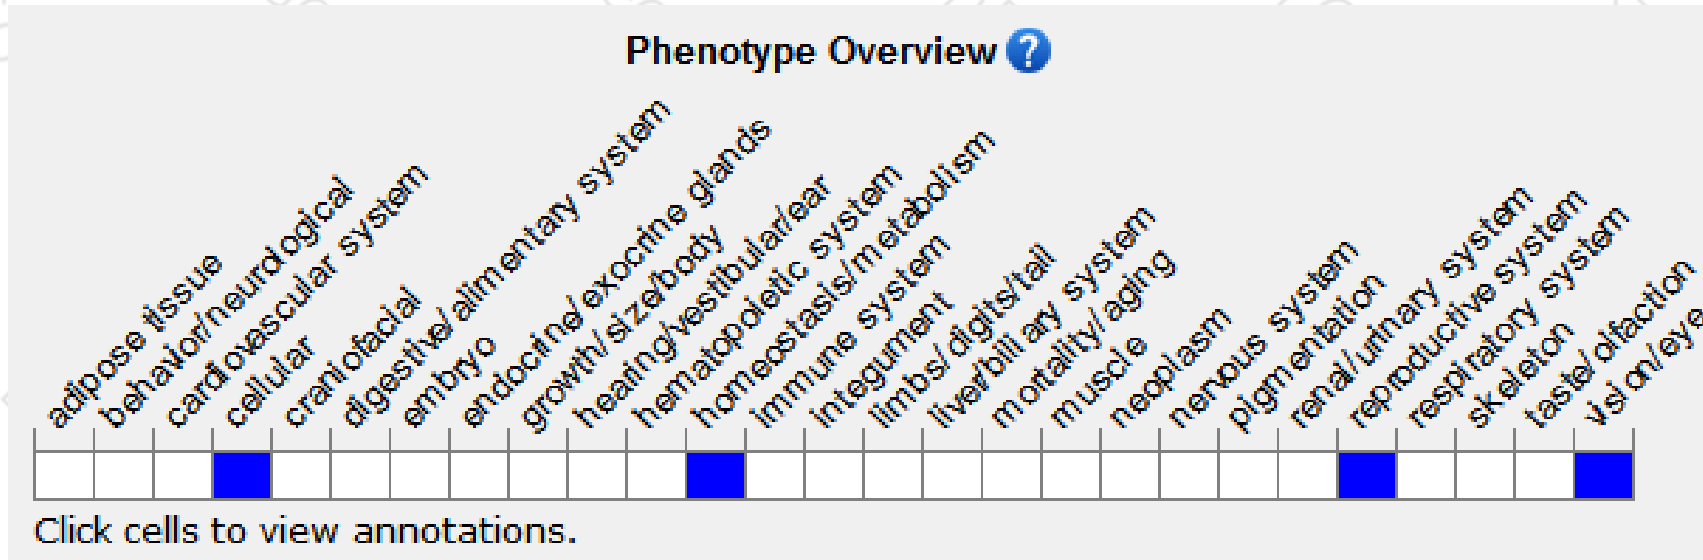 Phenotype Overview ?
adipose tissue
behavior/neurological
cardiovascular system
cellular
craniofacial
digestive/alimentary system
embryo
endocrine/exocrine glands
growth/size/body
hearing/vestibular/ear
hematopoietic system
homeostasis/metabolism
immune system
integument
limbs/digits/tail
liver/biliary system
mortality/aging
muscle
neoplasm
nervous system
pigmentation
renal/urinary system
reproductive system
respiratory system
skeleton
taste/olfaction
vision/eye
Click cells to view annotations.